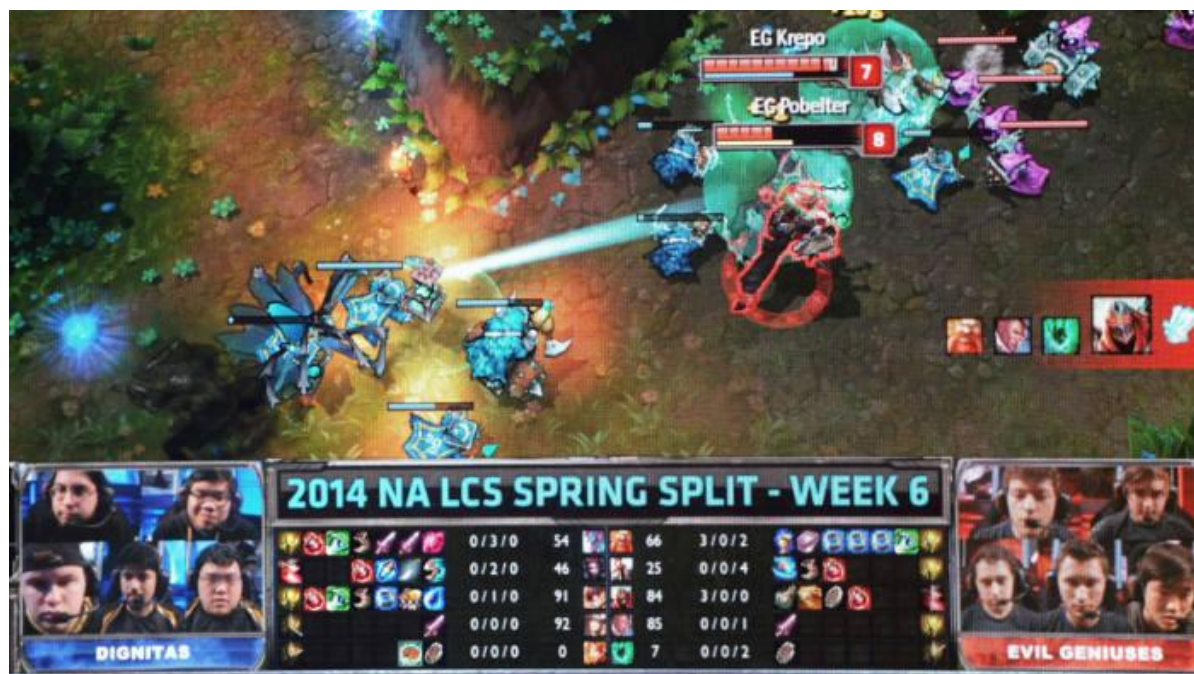 EG Krepo
7
EG Pobelter
8
2014 NA LCS SPRING SPLIT - WEEK 6
0/3/0 54 66 3/0/2
0/2/0 46 25 0/0/4
0/1/0 91 84 3/0/0
0/0/0 92 85 0/0/1
0/0/0 0 7 0/0/2
DIGNITAS
EVIL GENIUSES